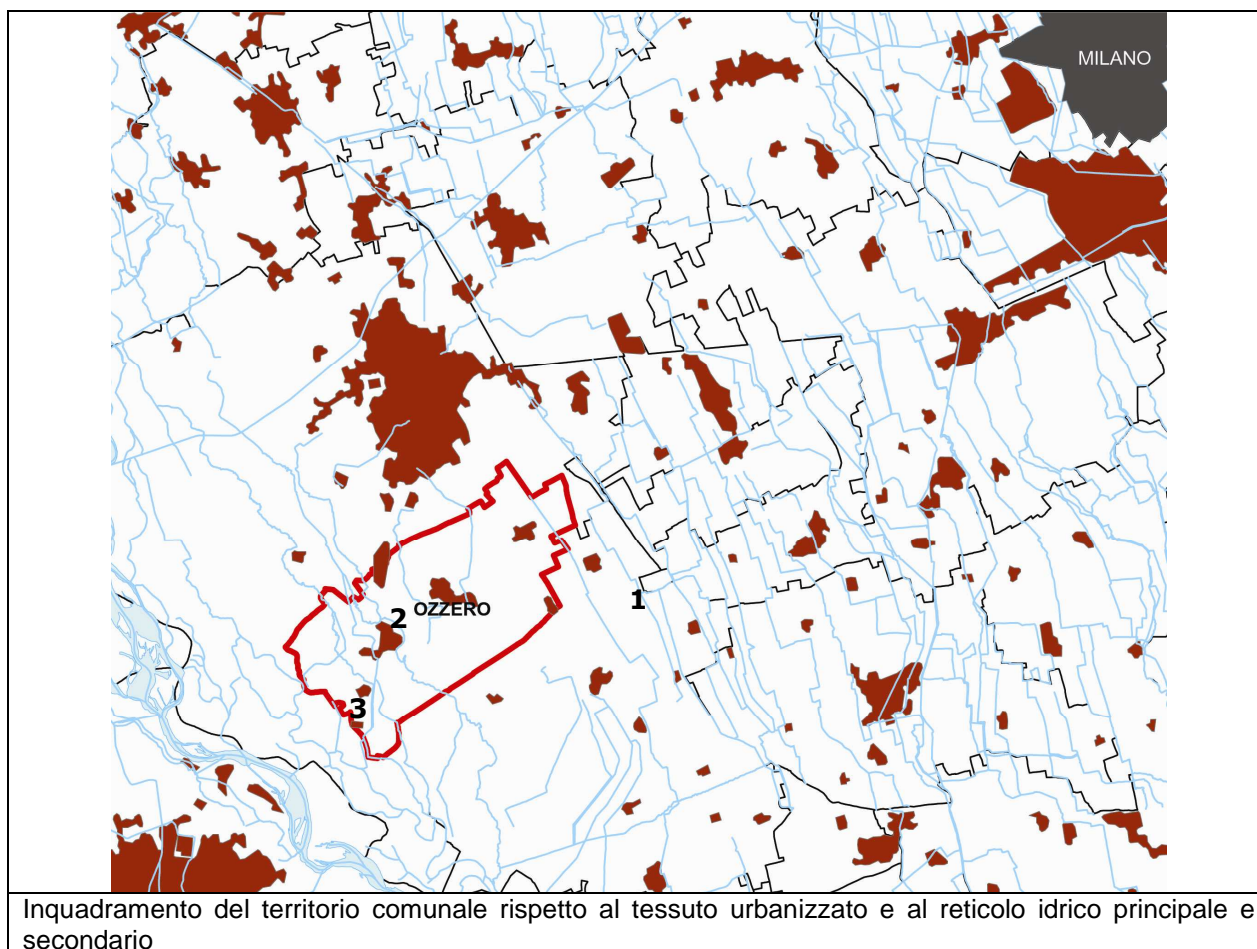 MILANO
1
2 OZZERO
3
Inquadramento del territorio comunale rispetto al tessuto urbanizzato e al reticolo idrico principale e
secondario